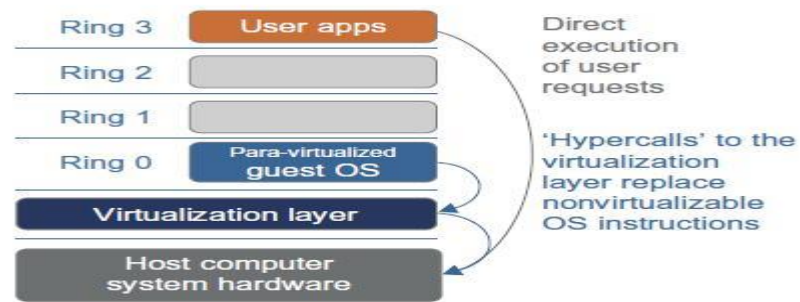 Ring 3
User apps
Ring 2
Ring 1
Ring 0
Para-virtualized
guest OS
Virtualization layer
Host computer
system hardware
Direct
execution
of user
requests
‘Hypercalls’ to the
virtualization
layer replace
nonvirtualizable
OS instructions